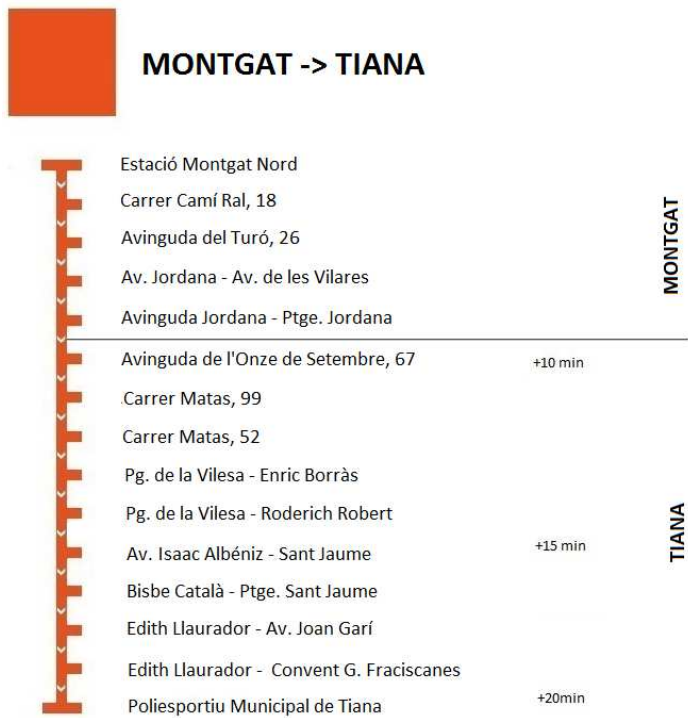 MONTGAT -> TIANA
Estació Montgat Nord
Carrer Camí Ral, 18
Avinguda del Turó, 26
Av. Jordana - Av. de les Vilares
Avinguda Jordana - Ptge. Jordana
MONTGAT
Avinguda de l'Onze de Setembre, 67 +10 min
Carrer Matas, 99
Carrer Matas, 52
Pg. de la Vilesa - Enric Borràs
Pg. de la Vilesa - Roderich Robert
Av. Isaac Albéniz - Sant Jaume +15 min
Bisbe Català - Ptge. Sant Jaume
Edith Llaurador - Av. Joan Garí
Edith Llaurador - Convent G. Fraciscanes
Poliesportiu Municipal de Tiana +20min
TIANA